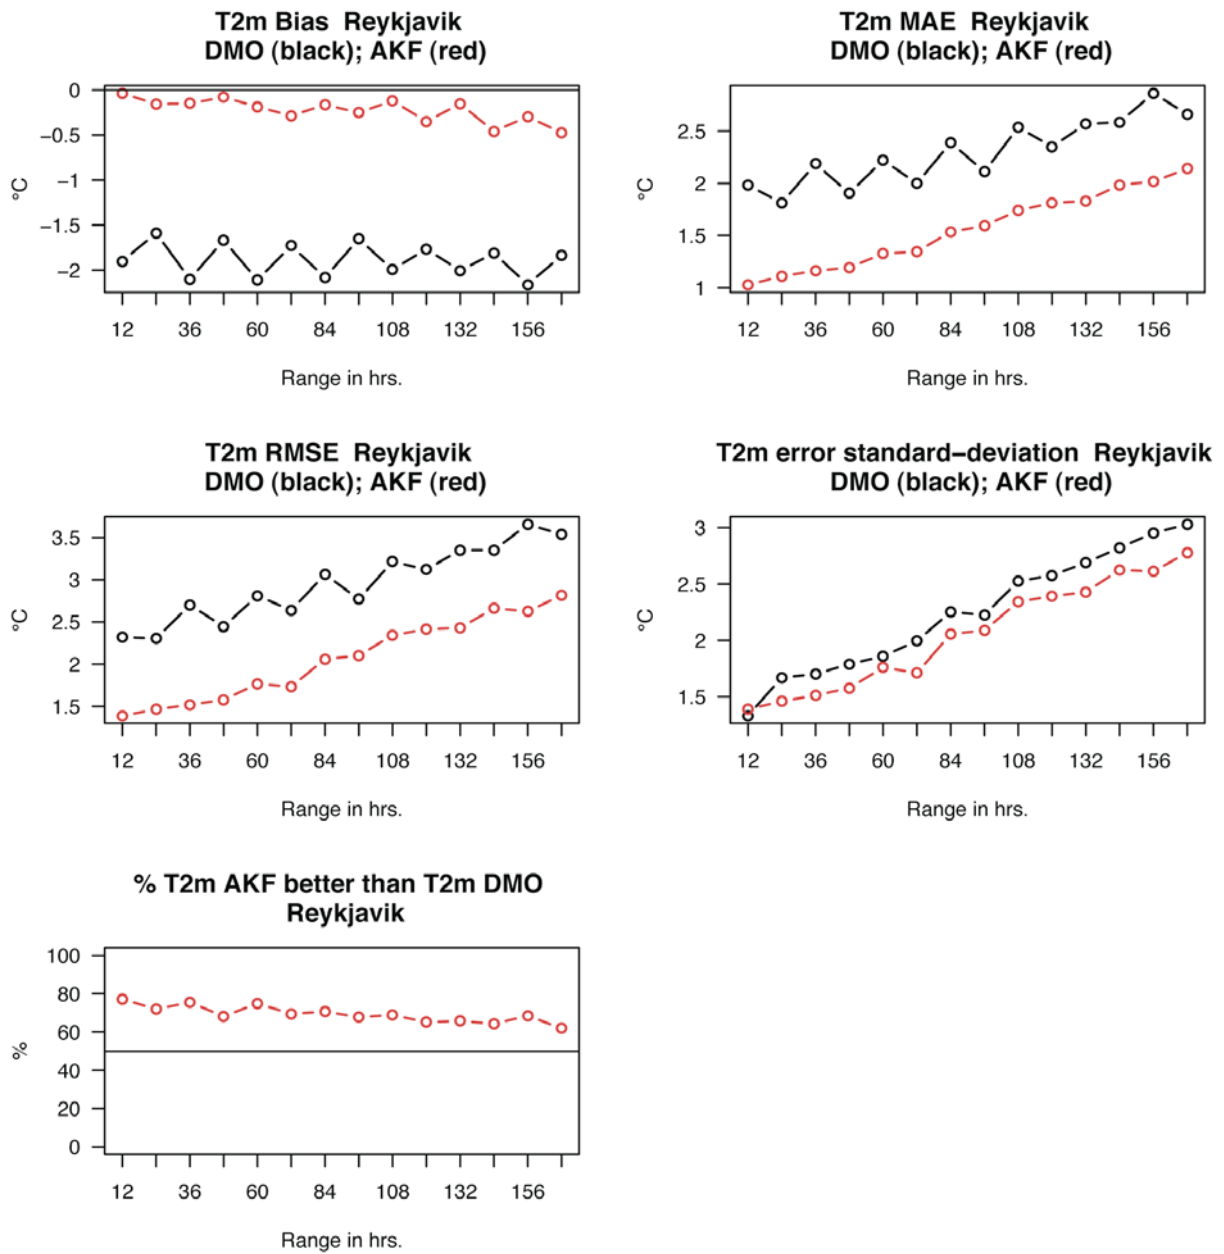 T2m Bias  Reykjavik
DMO (black); AKF (red)
0
−0.5
−1
−1.5
−2
°C
12 36 60 84 108 132 156
Range in hrs.
T2m MAE  Reykjavik
DMO (black); AKF (red)
2.5
2
1.5
1
°C
12 36 60 84 108 132 156
Range in hrs.
T2m RMSE  Reykjavik
DMO (black); AKF (red)
3.5
3
2.5
2
1.5
°C
12 36 60 84 108 132 156
Range in hrs.
T2m error standard−deviation  Reykjavik
DMO (black); AKF (red)
3
2.5
2
1.5
°C
12 36 60 84 108 132 156
Range in hrs.
% T2m AKF better than T2m DMO
Reykjavik
100
80
60
40
20
0
%
12 36 60 84 108 132 156
Range in hrs.